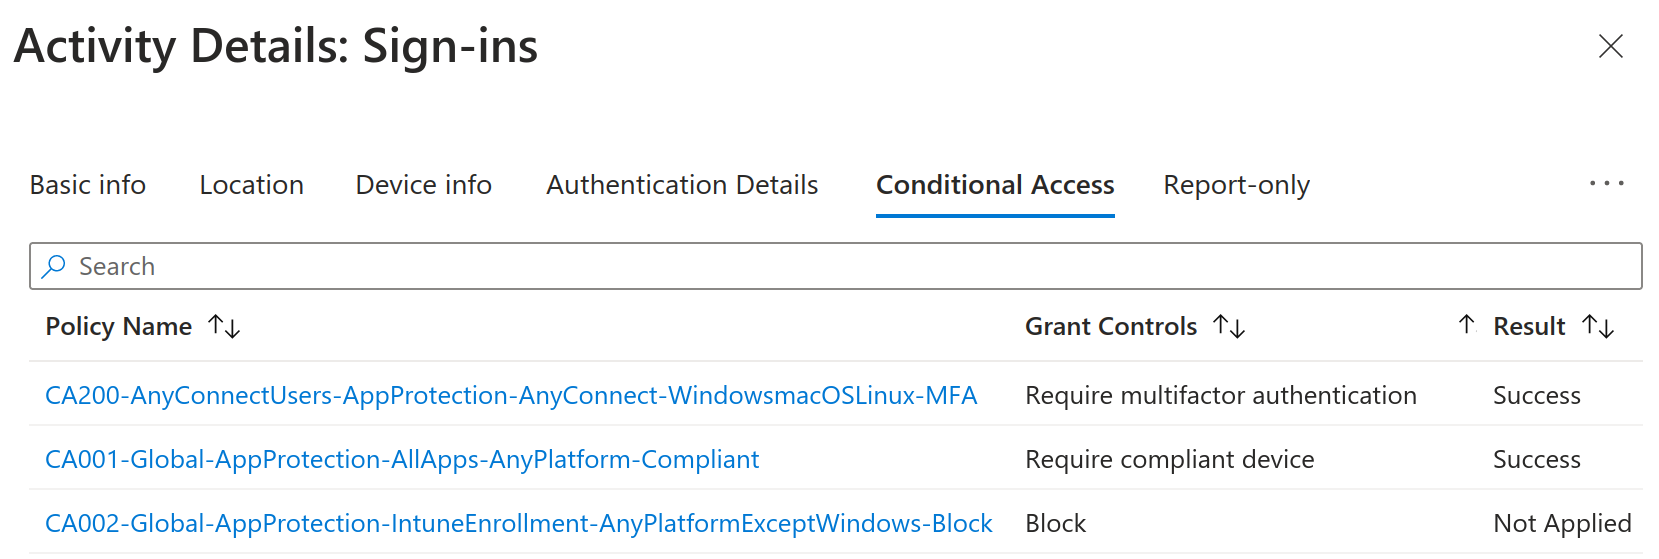 Activity Details: Sign-ins
Basic info Location Device info Authentication Details Conditional Access Report-only
Search
Policy Name Grant Controls Result
CA200-AnyConnectUsers-AppProtection-AnyConnect-WindowsmacOSLinux-MFA Require multifactor authentication Success
CA001-Global-AppProtection-AllApps-AnyPlatform-Compliant Require compliant device Success
CA002-Global-AppProtection-IntuneEnrollment-AnyPlatformExceptWindows-Block Block Not Applied